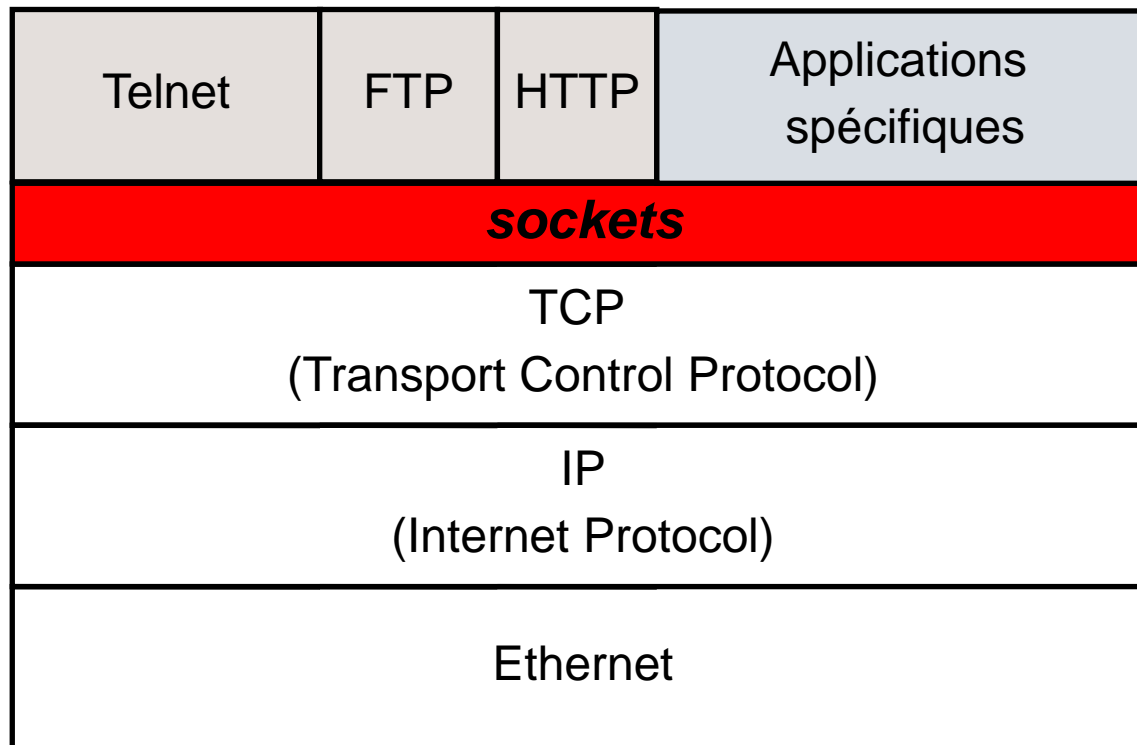 Telnet
FTP
HTTP
Applications
spécifiques
sockets
TCP
(Transport Control Protocol)
IP
(Internet Protocol)
Ethernet